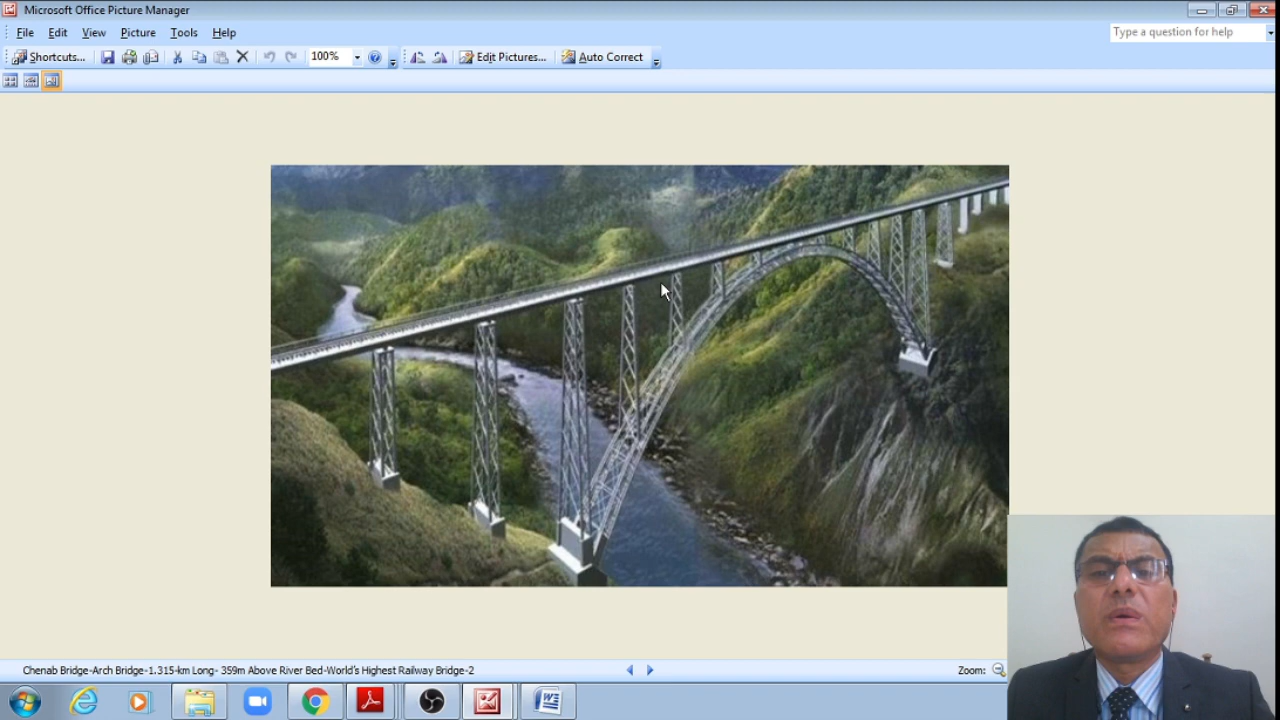 Microsoft Office Picture Manager
File Edit View Picture Tools Help
Type a question for help
Shortcuts...
100%
Edit Pictures...
Auto Correct
Chenab Bridge-Arch Bridge-1.315-km Long- 359m Above River Bed-World's Highest Railway Bridge-2
Zoom: